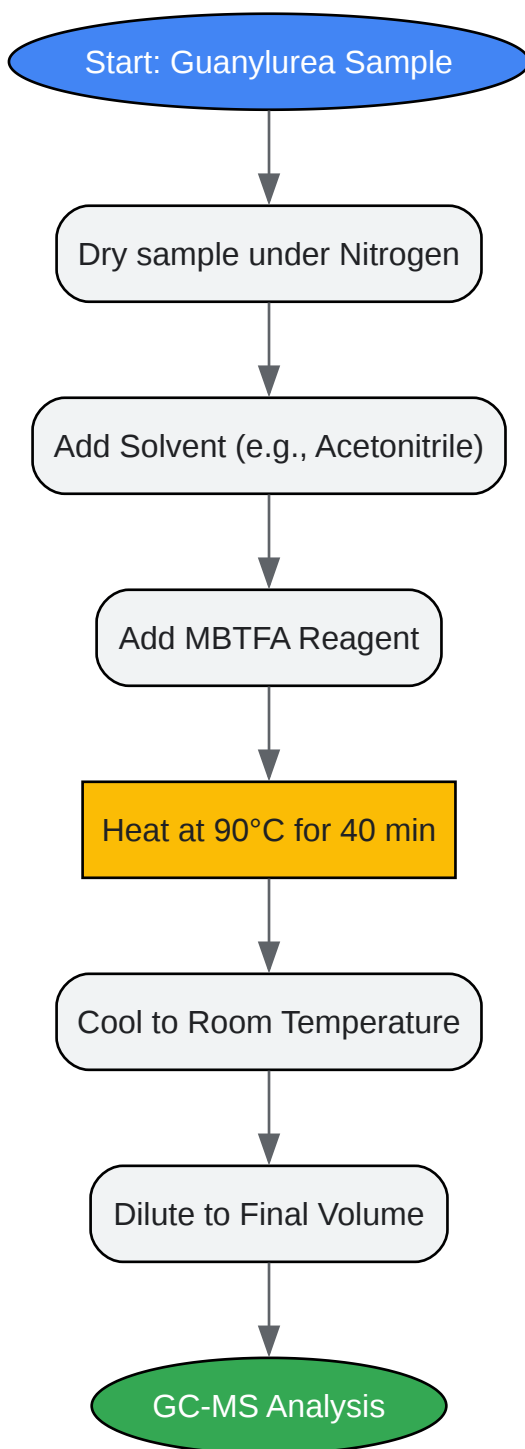 Start: Guanylurea Sample
Dry sample under Nitrogen
Add Solvent (e.g., Acetonitrile)
Add MBTFA Reagent
Heat at 90°C for 40 min
Cool to Room Temperature
Dilute to Final Volume
GC-MS Analysis